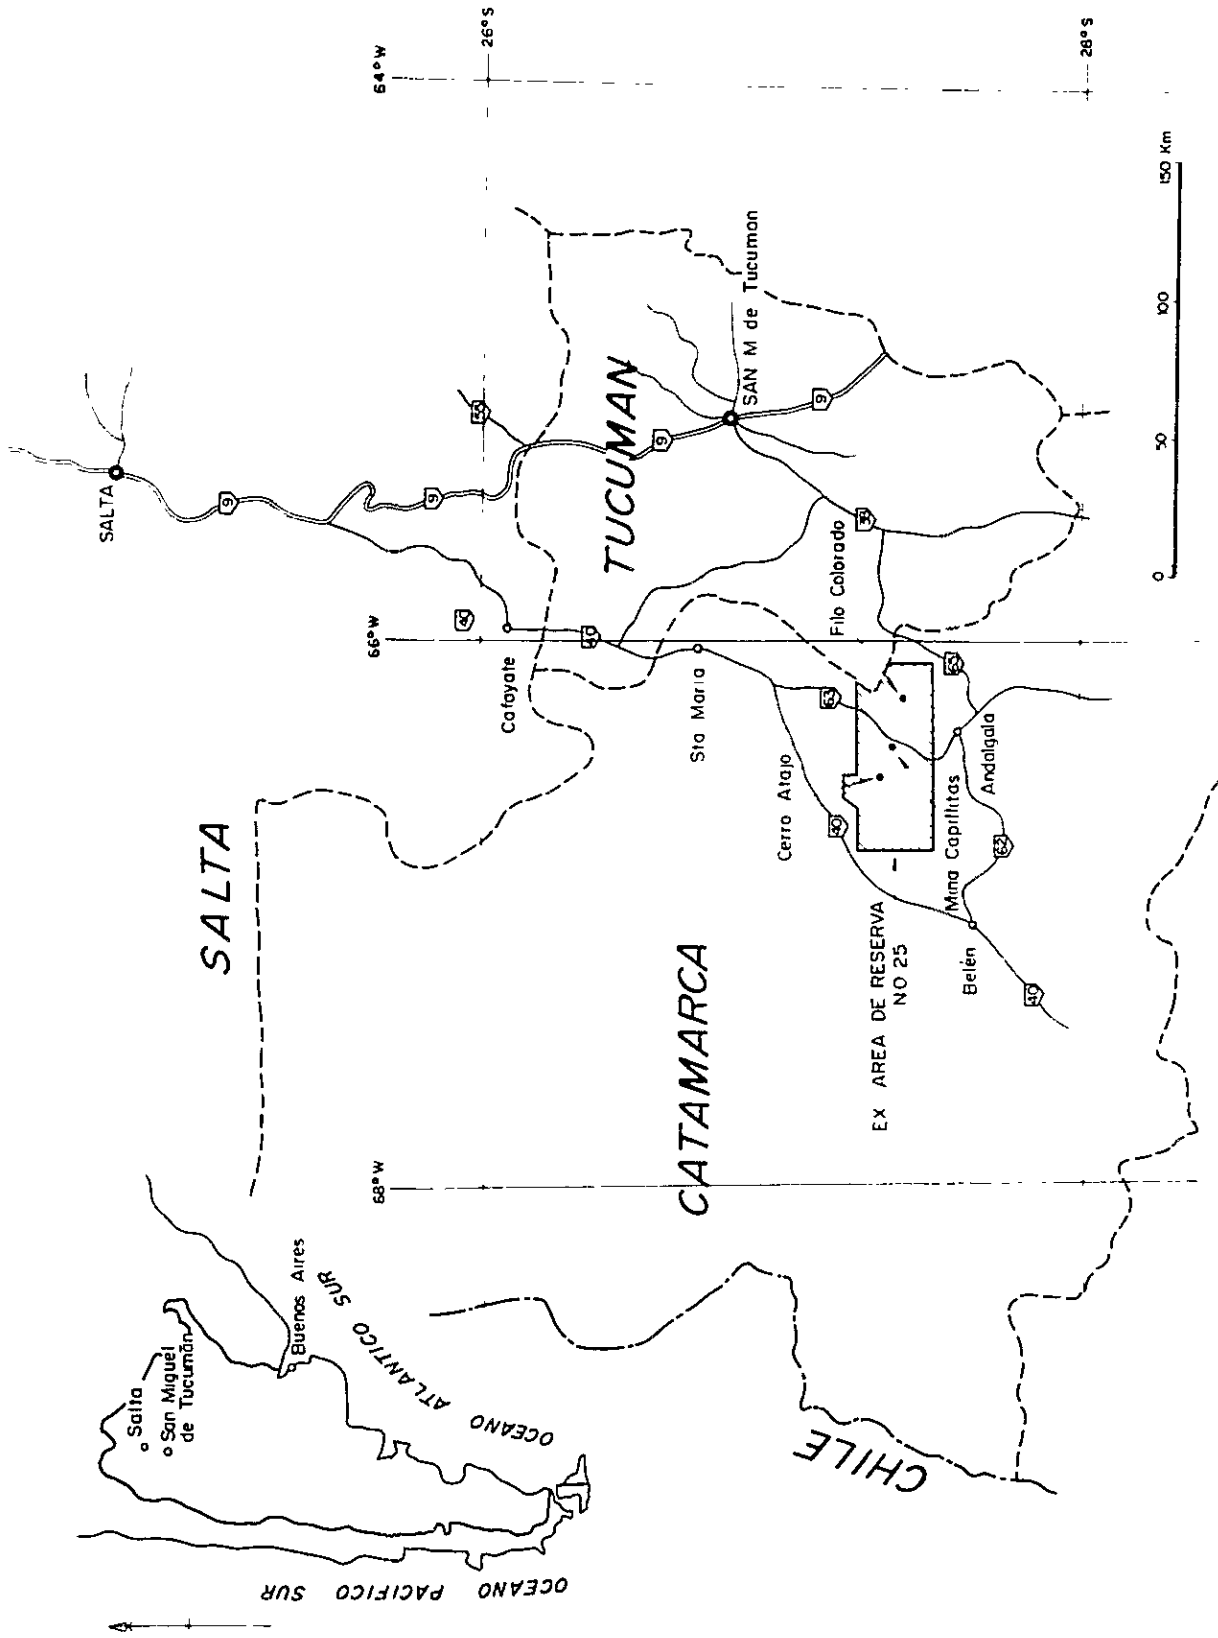 SALTA
SALTA
9
64°W
26°S
66°W
68°W
40
9
55
Cafayate
40
TUCUMAN
9
SAN M de Tucuman
9
Sta Maria
CATAMARCA
Cerro Atajo
63
Filo Colorado
38
40
EX AREA DE RESERVA
NO 25
Mina Capillitas
Andalgala
63
62
Belén
40
28°S
0
50
100
150 Km
CHILE
Salta
San Miguel
de Tucumán
Buenos Aires
OCEANO ATLANTICO SUR
OCEANO PACIFICO SUR